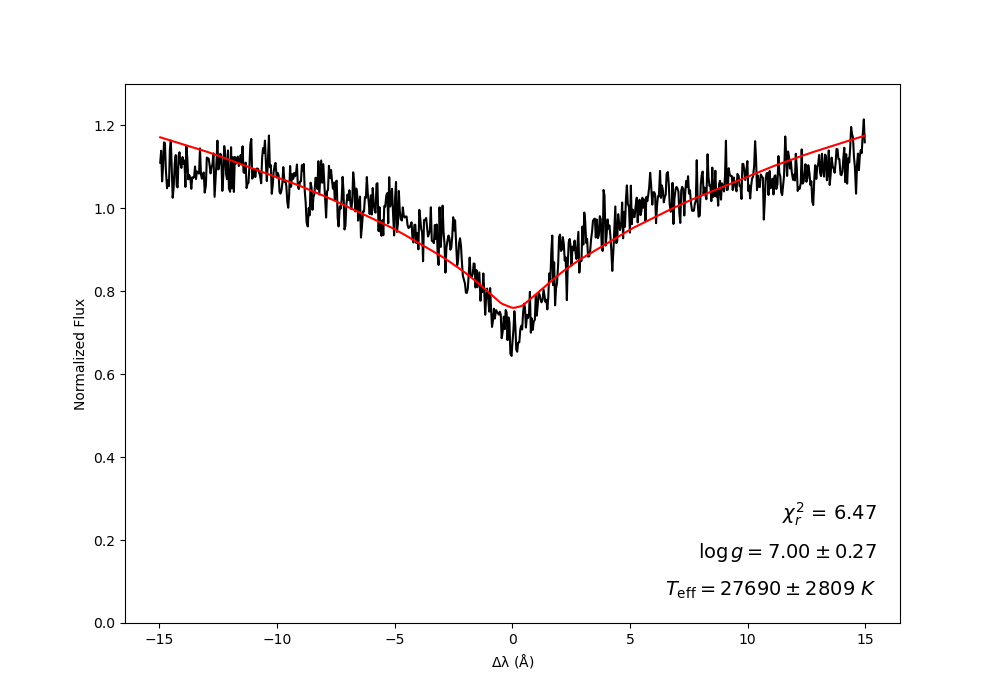 1.2
1.0
0.8
0.6
0.4
0.2
0.0
Normalized Flux
χ²ᵣ = 6.47
log g = 7.00 ± 0.27
T_eff = 27690 ± 2809 K
−15 −10 −5 0 5 10 15
Δλ (Å)